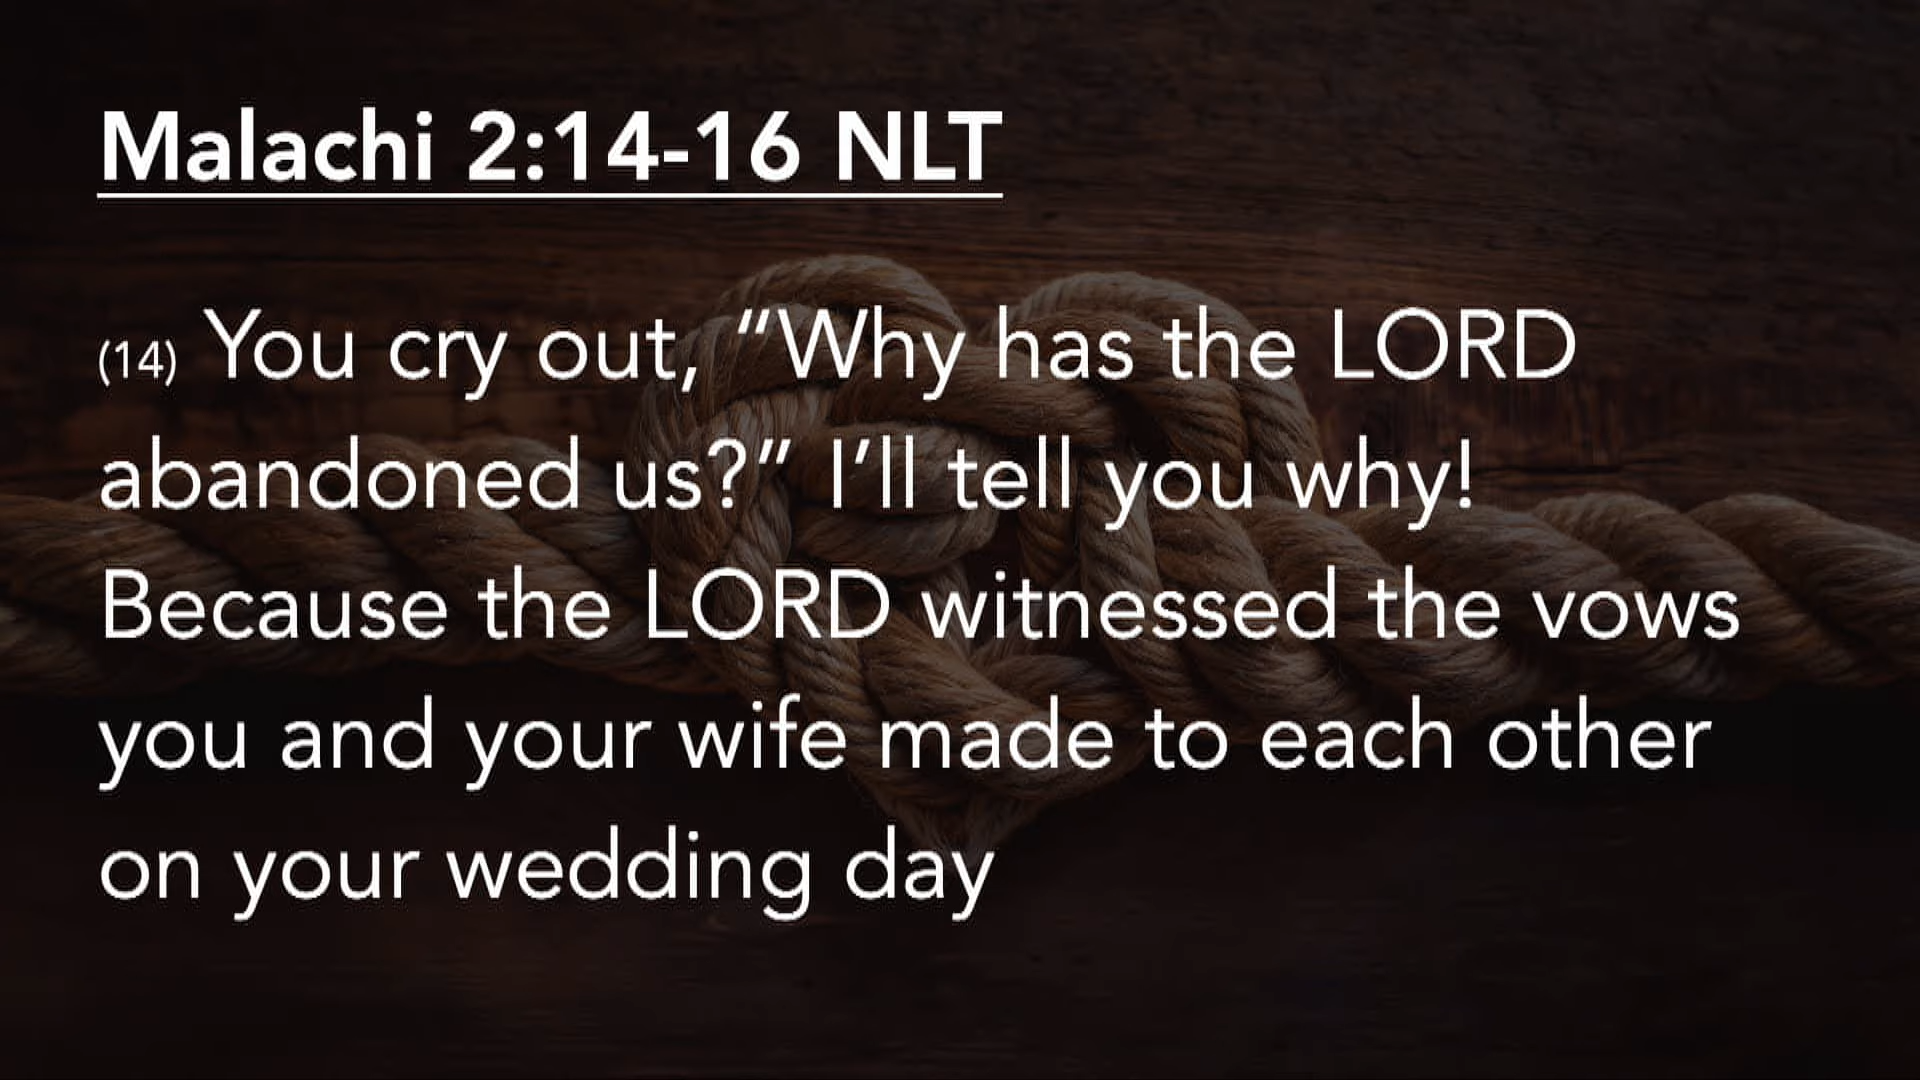 Malachi 2:14-16 NLT
(14) You cry out, “Why has the LORD
abandoned us?” I’ll tell you why!
Because the LORD witnessed the vows
you and your wife made to each other
on your wedding day